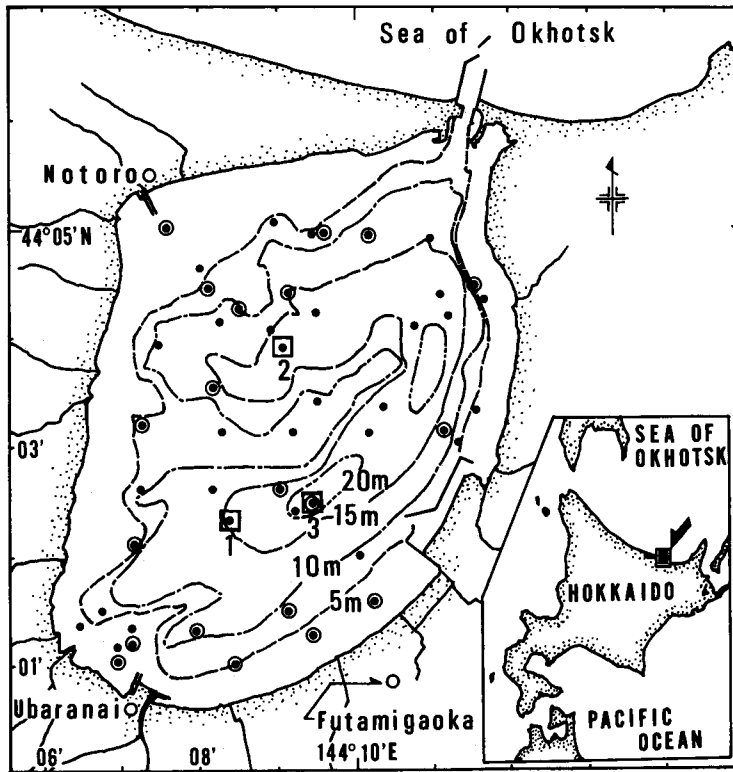 Sea of Okhotsk
Notoro
44°05'N
2
03'
20m
15m
3
1
10m
5m
01'
Ubaranai
Futamigaoka
06'
08'
144°10'E
SEA OF
OKHOTSK
HOKKAIDO
PACIFIC
OCEAN